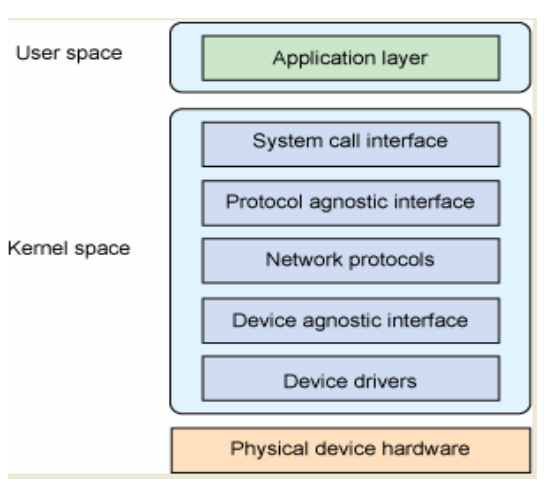 User space
Application layer
System call interface
Protocol agnostic interface
Kernel space
Network protocols
Device agnostic interface
Device drivers
Physical device hardware